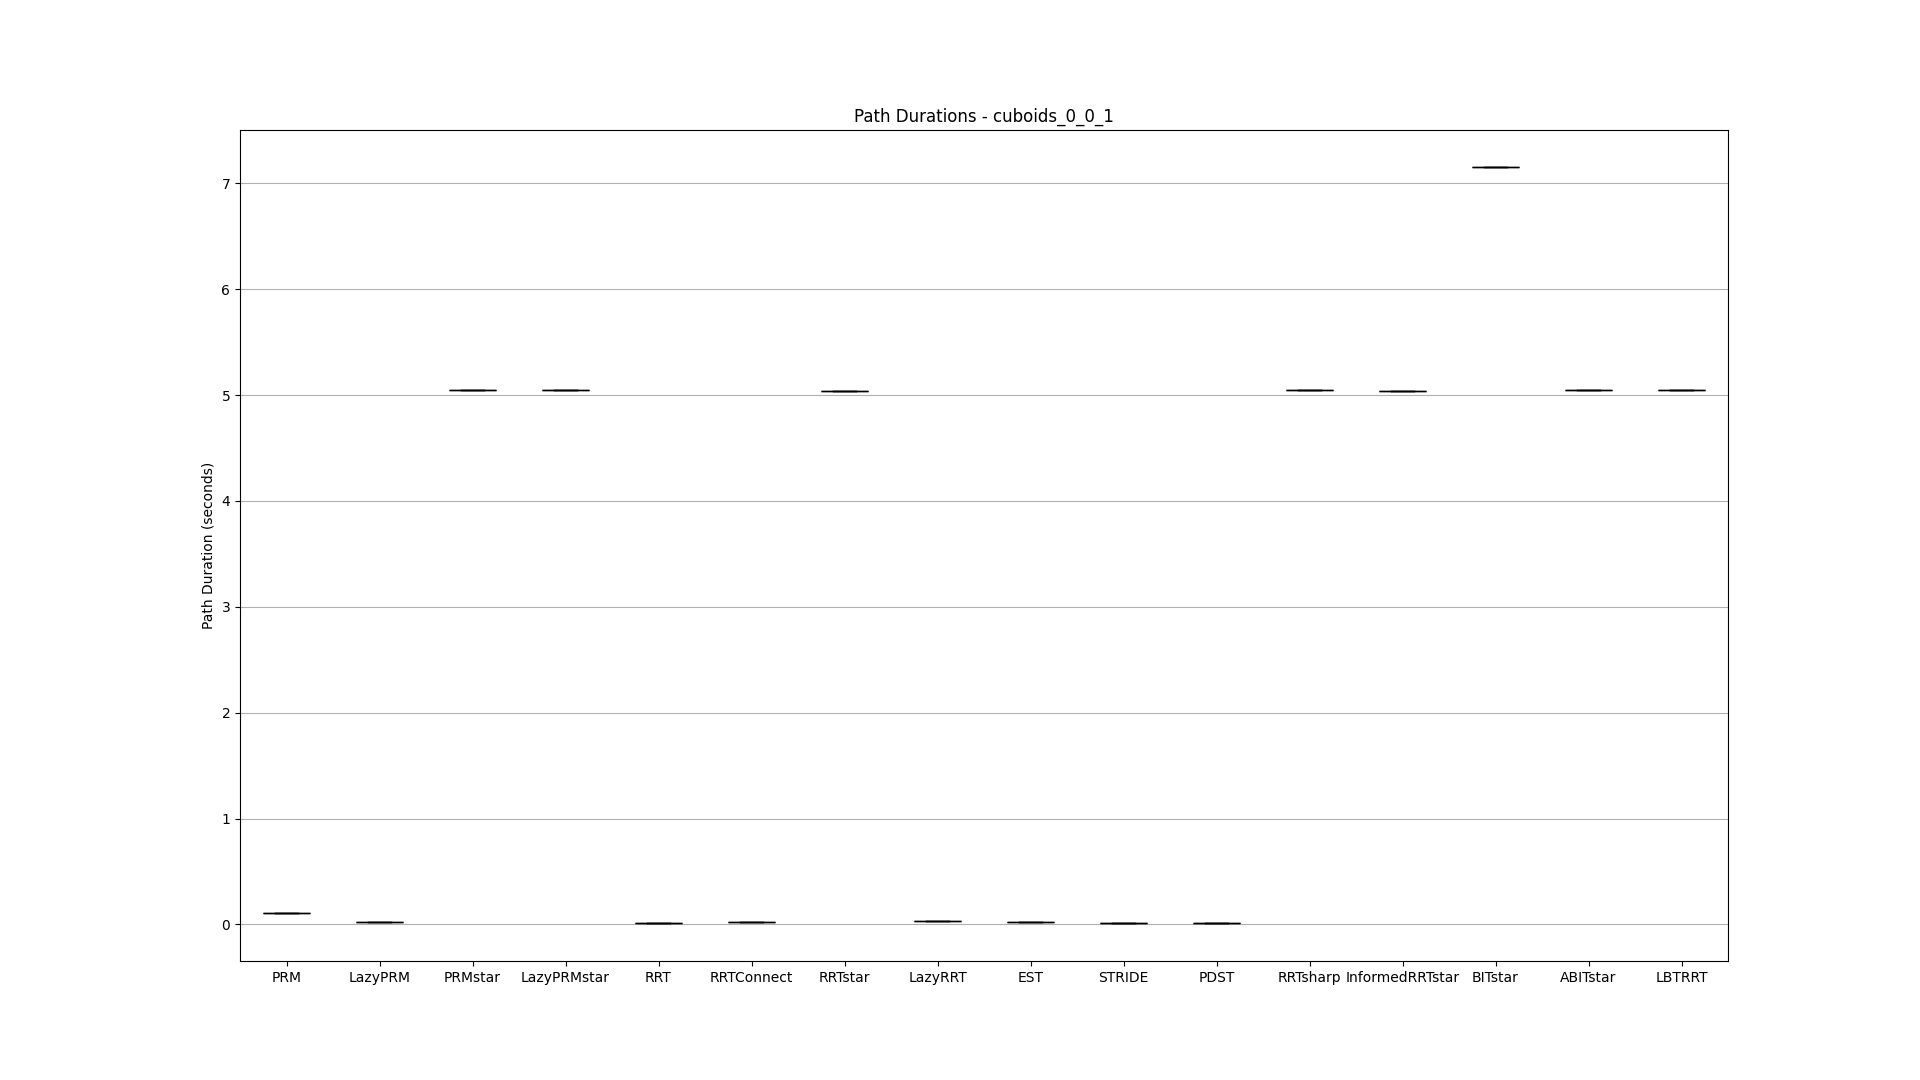 Path Durations - cuboids_0_0_1
Path Duration (seconds)
7
6
5
4
3
2
1
0
PRM LazyPRM PRMstar LazyPRMstar RRT RRTConnect RRTstar LazyRRT EST STRIDE PDST RRTsharp InformedRRTstar BITstar ABITstar LBTRRT